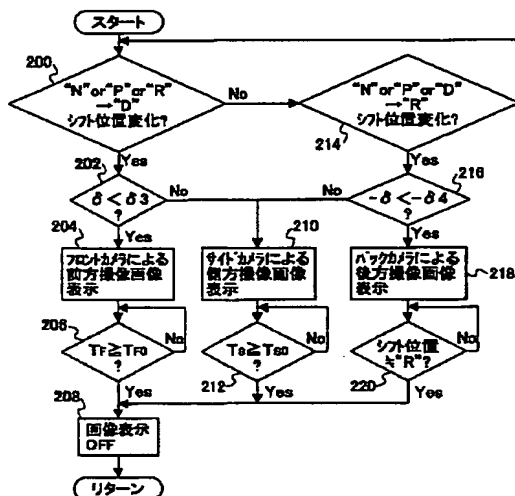 スタート
200
“N”or“P”or“R”
→“D”
シフト位置変化?
No
Yes
“N”or“P”or“D”
→“R”
シフト位置変化?
214
No
Yes
202
δ<δ3
?
No
Yes
216
-δ<-δ4
?
No
Yes
204
フロントカメラによる
前方撮像画像
表示
210
サイドカメラによる
側方撮像画像
表示
バックカメラによる
後方撮像画像
表示
218
206
TF≧TF0
?
No
Yes
212
TS≧TS0
?
No
Yes
シフト位置
≒“R”?
220
No
Yes
208
画像表示
OFF
リターン